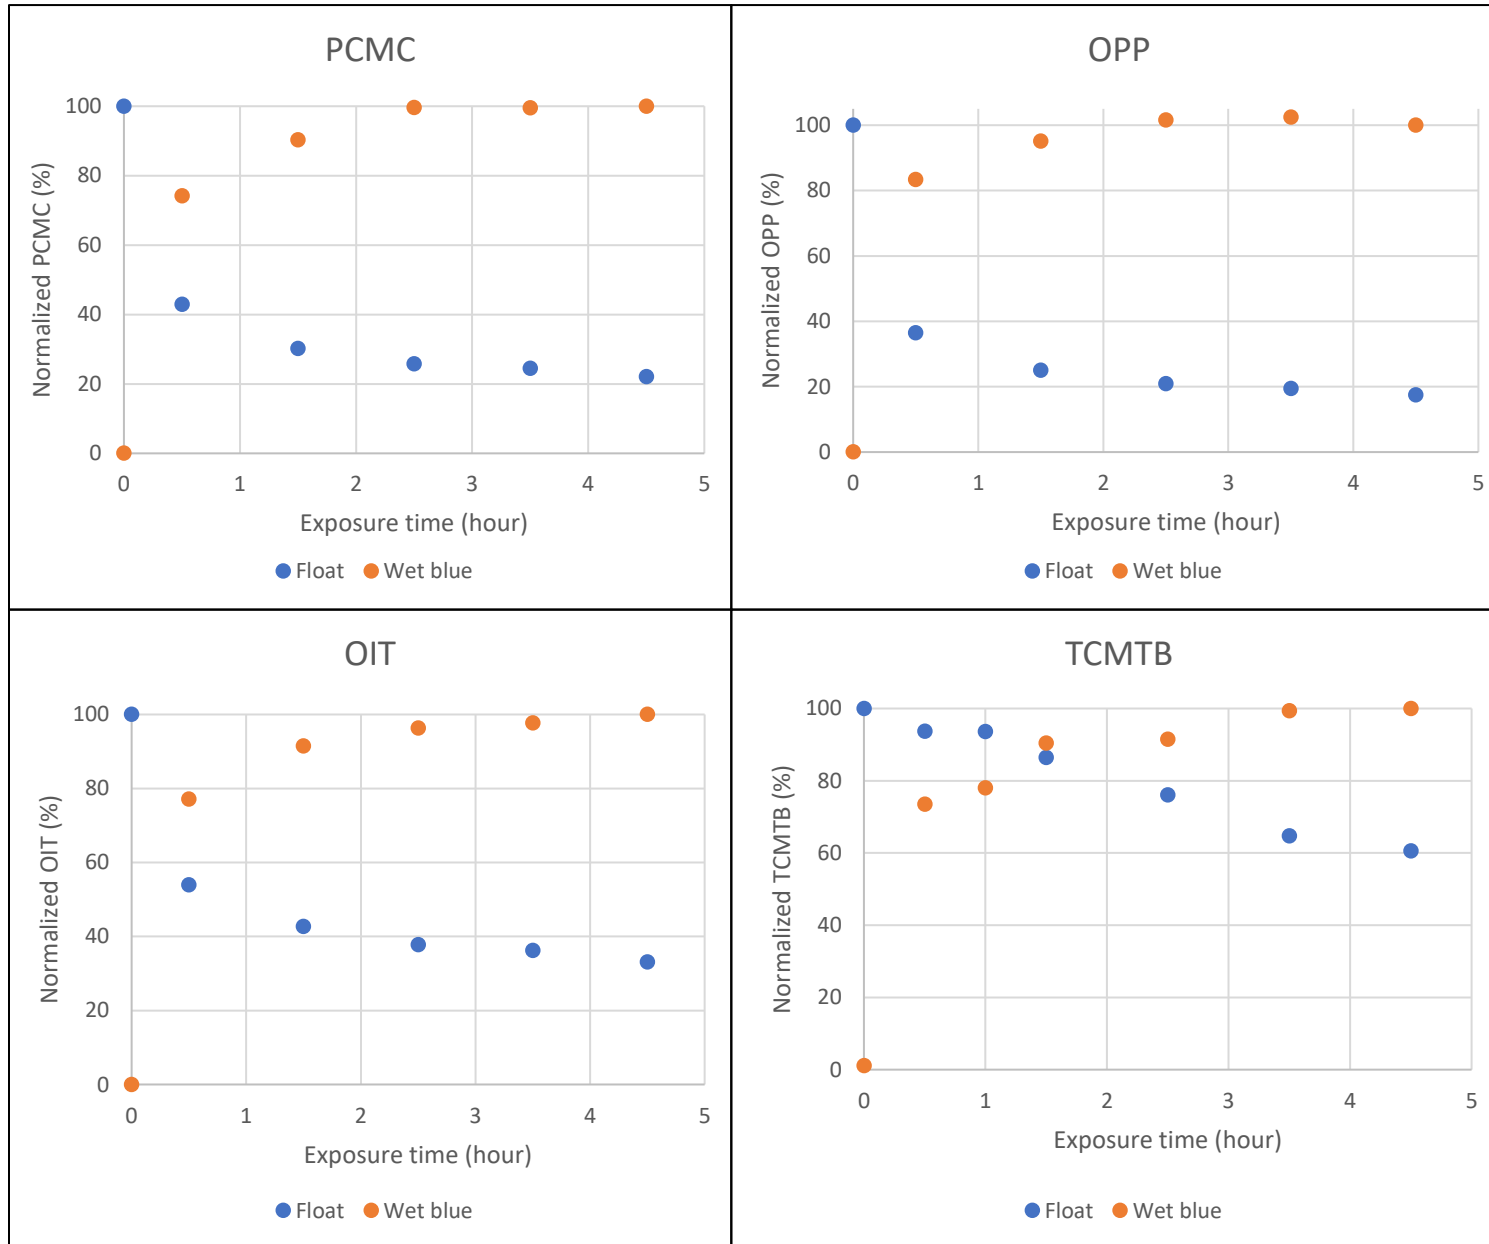 PCMC
Normalized PCMC (%)
100
80
60
40
20
0
0 1 2 3 4 5
Exposure time (hour)
Float Wet blue
OPP
Normalized OPP (%)
100
80
60
40
20
0
0 1 2 3 4 5
Exposure time (hour)
Float Wet blue
OIT
Normalized OIT (%)
100
80
60
40
20
0
0 1 2 3 4 5
Exposure time (hour)
Float Wet blue
TCMTB
Normalized TCMTB (%)
100
80
60
40
20
0
0 1 2 3 4 5
Exposure time (hour)
Float Wet blue